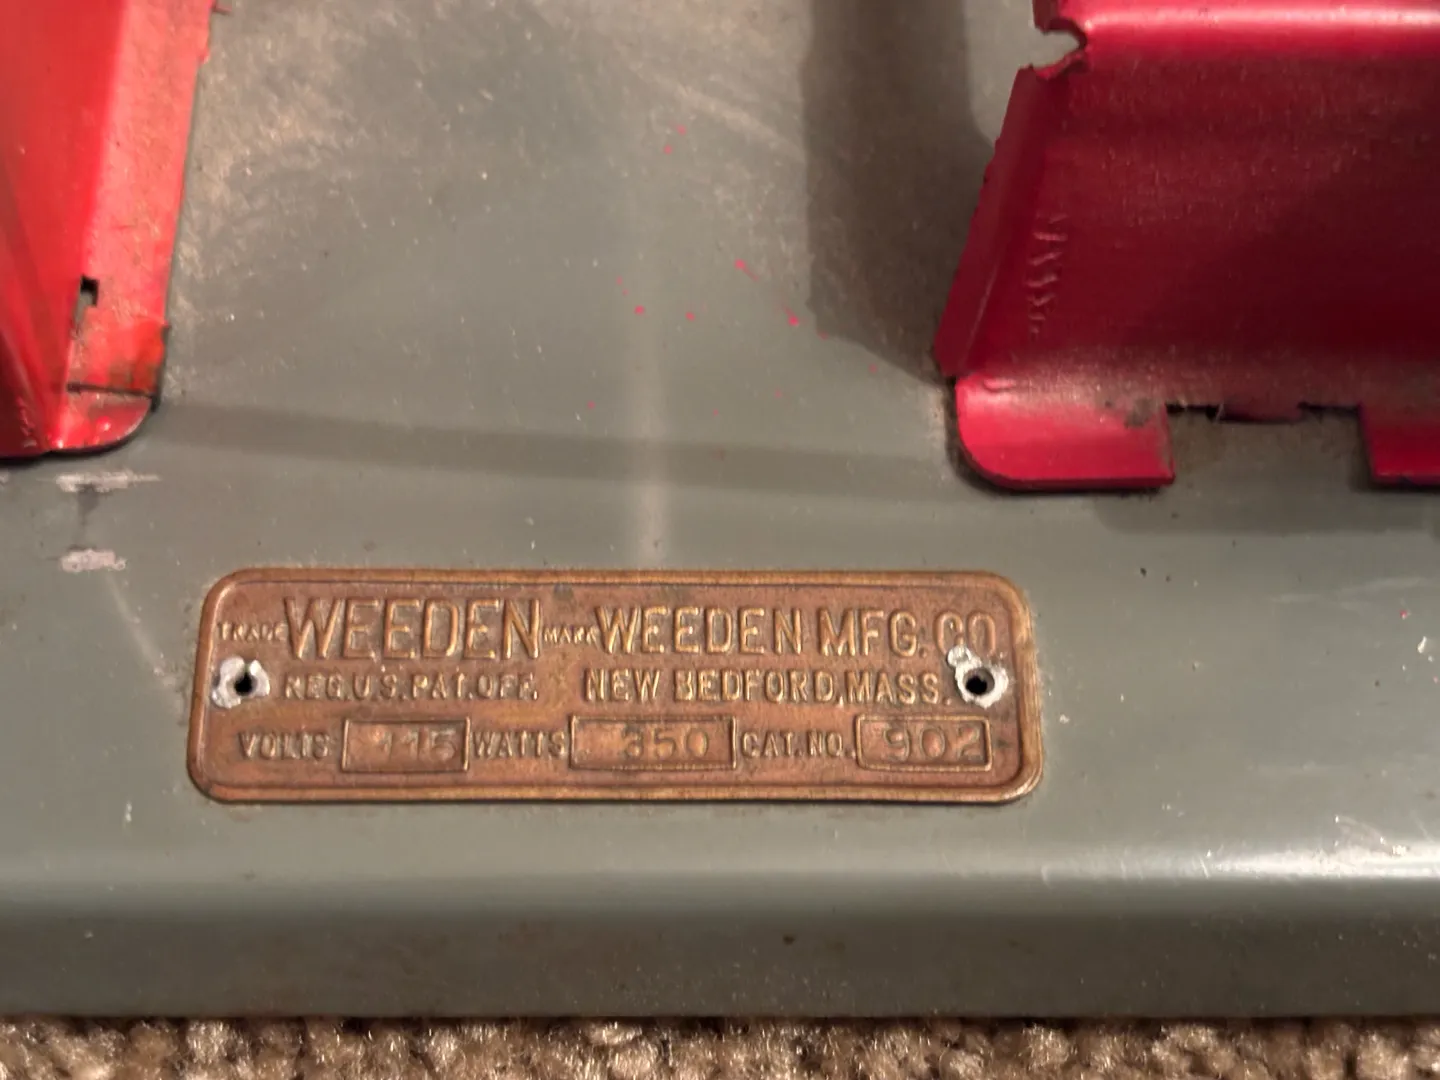 TRADE WEEDEN MARK WEEDEN MFG. CO.
REG. U.S. PAT. OFF. NEW BEDFORD, MASS.
VOLTS 115 WATTS 350 CAT. NO. 902